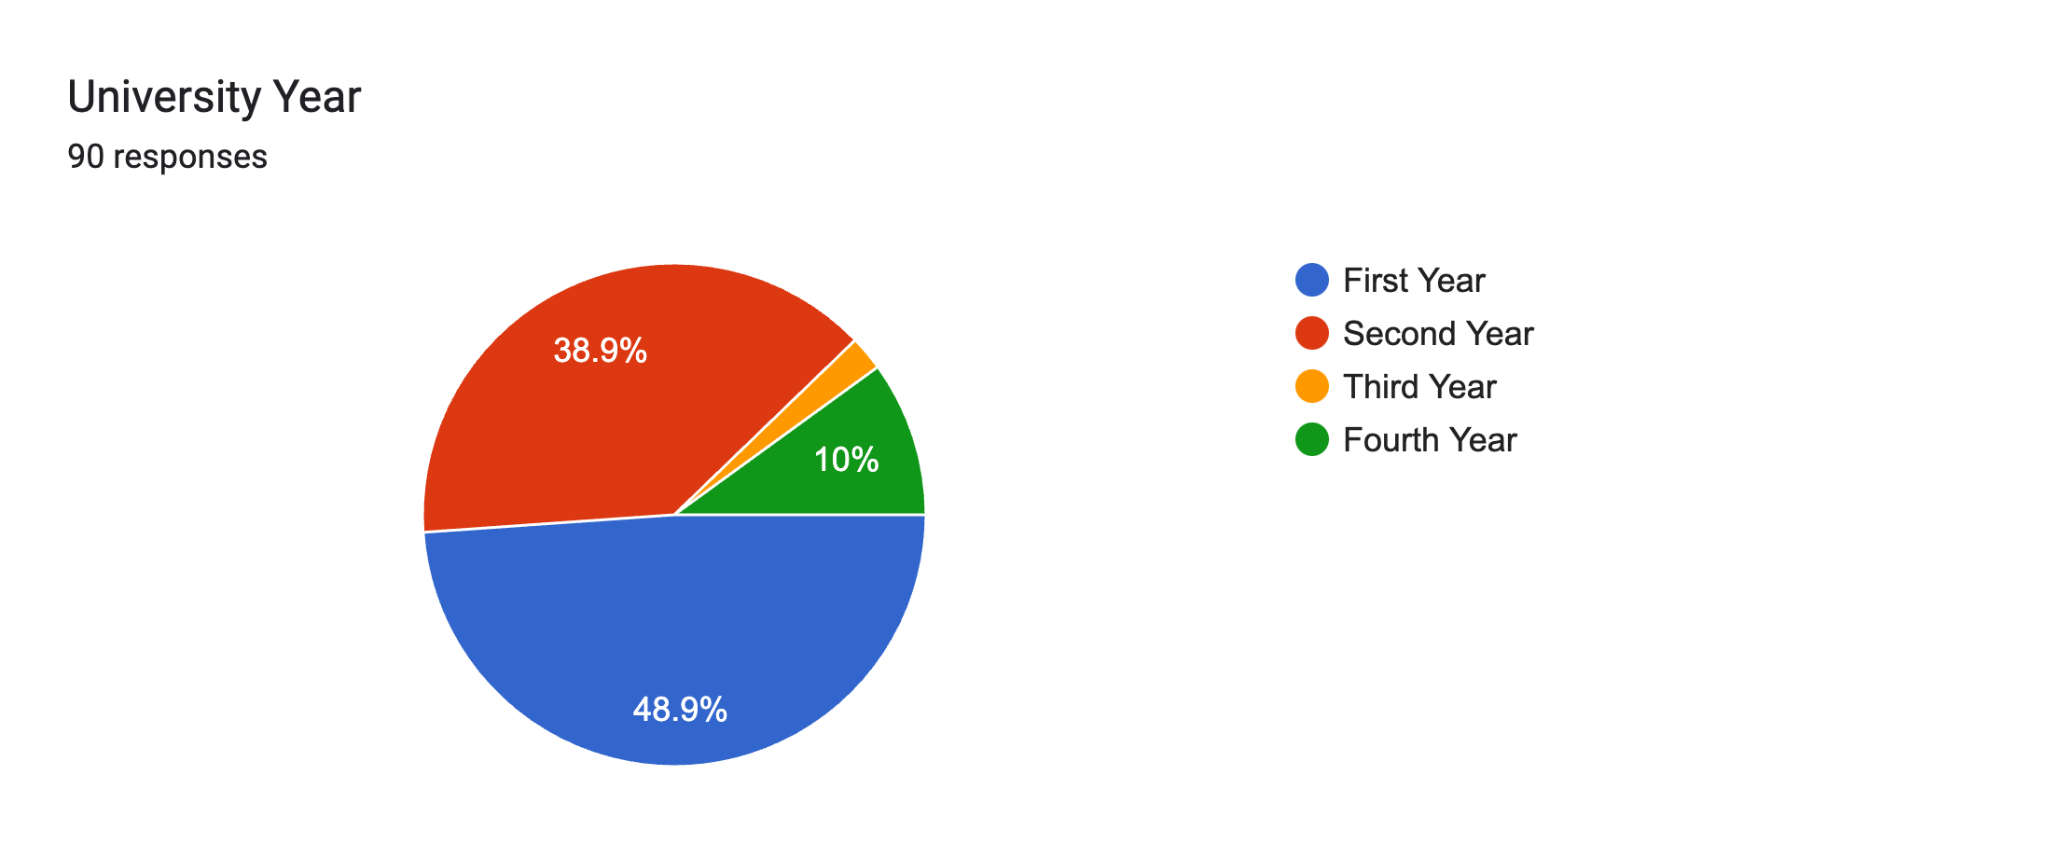 University Year
90 responses
38.9%
10%
48.9%
First Year
Second Year
Third Year
Fourth Year